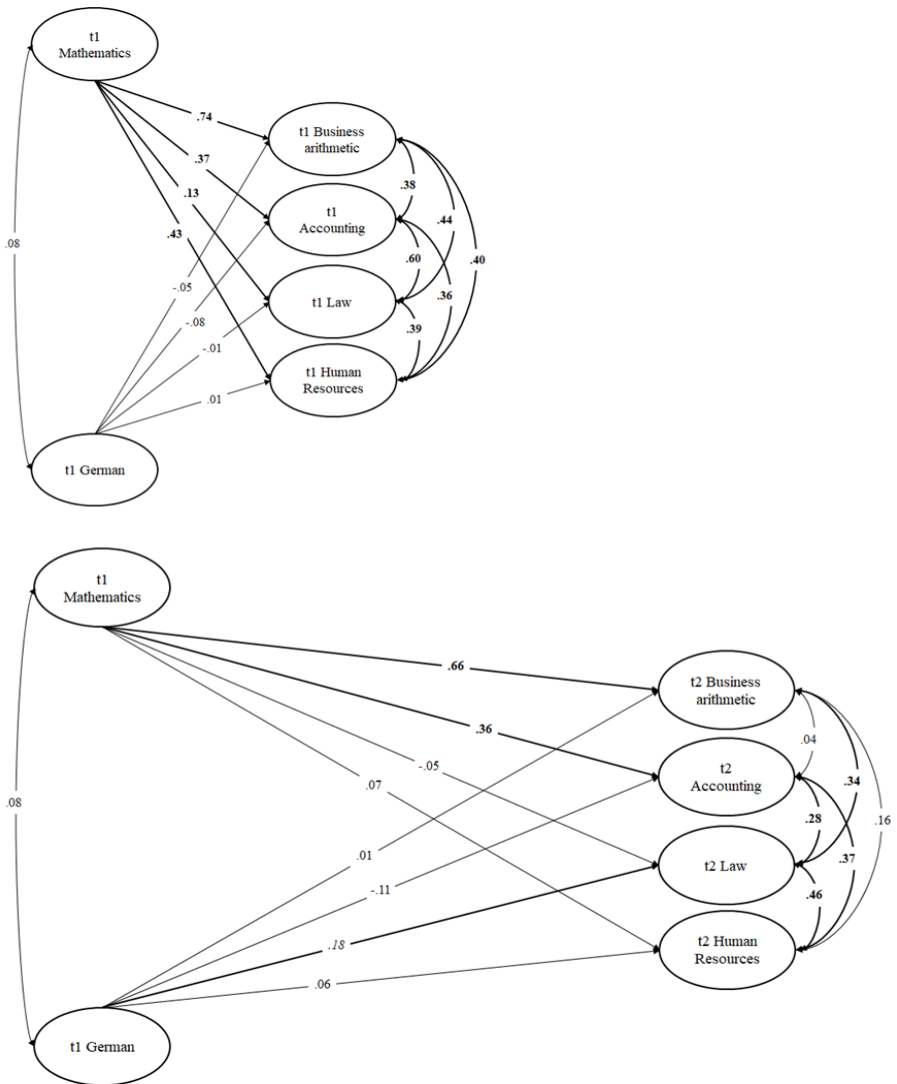 t1
Mathematics
.74
t1 Business
arithmetic
.37
.38
.13
t1
Accounting
.44
.43
.08
.60
.40
-.05
.36
t1 Law
-.08
.39
-.01
t1 Human
Resources
.01
t1 German
t1
Mathematics
.66
t2 Business
arithmetic
.36
.04
-.05
t2
Accounting
.34
.07
.08
.28
.16
.01
.37
t2 Law
-.11
.46
.18
t2 Human
Resources
.06
t1 German